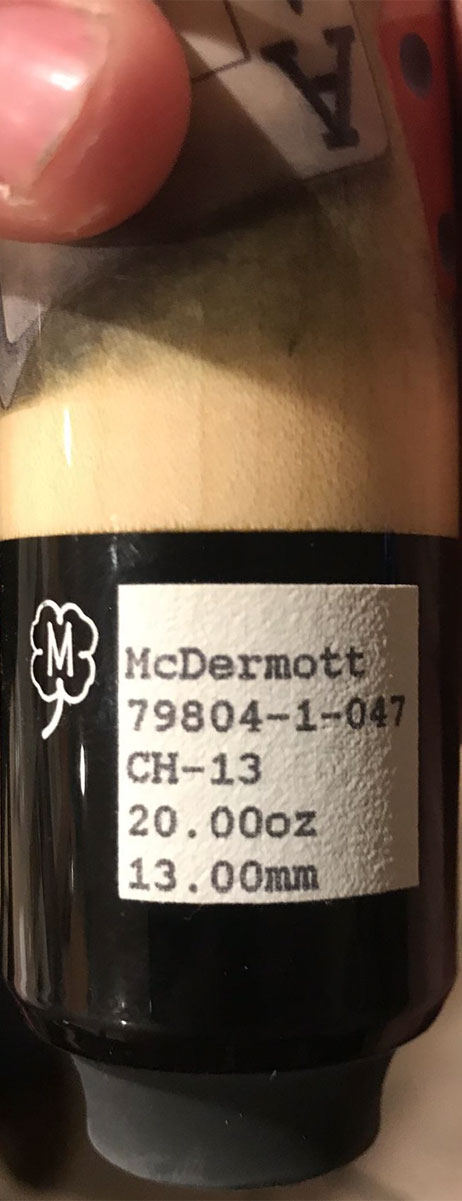 A
M
McDermott
79804-1-047
CH-13
20.00oz
13.00mm